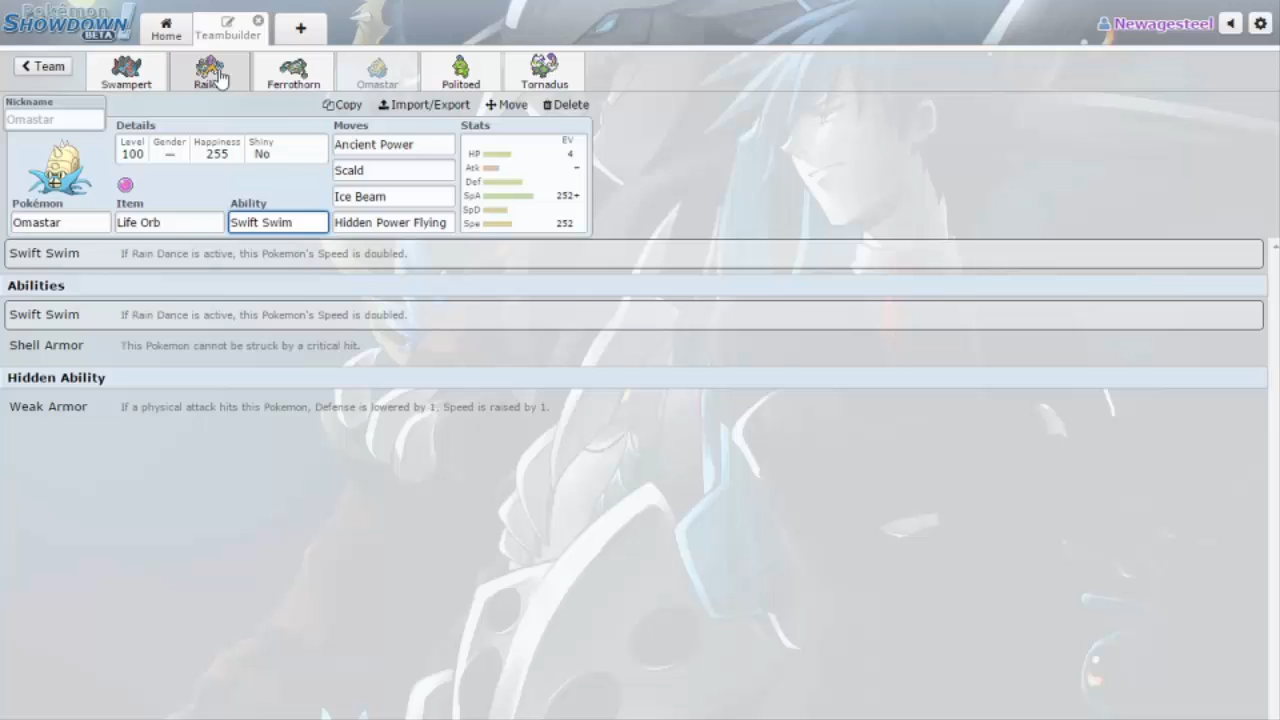 Pokémon
SHOWDOWN!
BETA
Home
Teambuilder
+
Newagesteel
Team
Swampert
Ferrothorn
Omastar
Politoed
Tornadus
Nickname
Omastar
Copy Import/Export Move Delete
Details
Level Gender Happiness Shiny
100 — 255 No
Pokémon Item Ability
Omastar Life Orb Swift Swim
Moves
Ancient Power
Scald
Ice Beam
Hidden Power Flying
Stats
EV
HP 4
Atk -
Def
SpA 252+
SpD
Spe 252
Swift Swim If Rain Dance is active, this Pokemon's Speed is doubled.
Abilities
Swift Swim If Rain Dance is active, this Pokemon's Speed is doubled.
Shell Armor This Pokemon cannot be struck by a critical hit.
Hidden Ability
Weak Armor If a physical attack hits this Pokemon, Defense is lowered by 1, Speed is raised by 1.